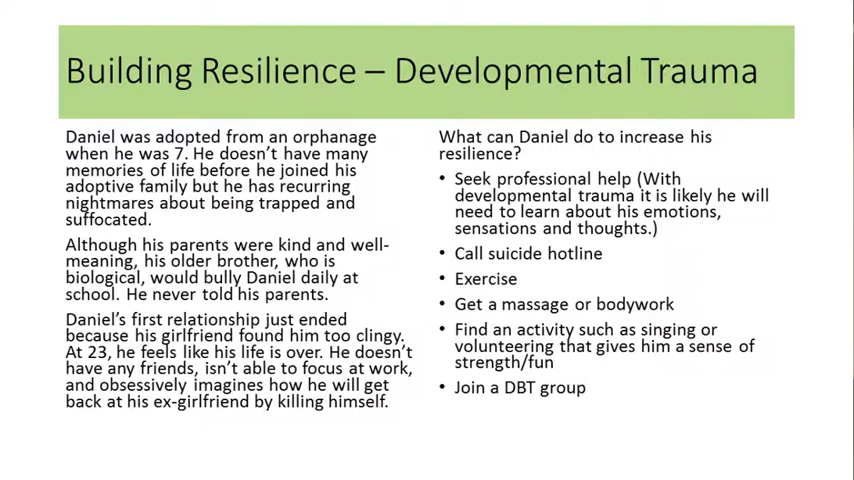 Building Resilience – Developmental Trauma
Daniel was adopted from an orphanage
when he was 7. He doesn't have many
memories of life before he joined his
adoptive family but he has recurring
nightmares about being trapped and
suffocated.
Although his parents were kind and well-
meaning, his older brother, who is
biological, would bully Daniel daily at
school. He never told his parents.
Daniel's first relationship just ended
because his girlfriend found him too clingy.
At 23, he feels like his life is over. He doesn't
have any friends, isn't able to focus at work,
and obsessively imagines how he will get
back at his ex-girlfriend by killing himself.
What can Daniel do to increase his
resilience?
• Seek professional help (With
developmental trauma it is likely he will
need to learn about his emotions,
sensations and thoughts.)
• Call suicide hotline
• Exercise
• Get a massage or bodywork
• Find an activity such as singing or
volunteering that gives him a sense of
strength/fun
• Join a DBT group